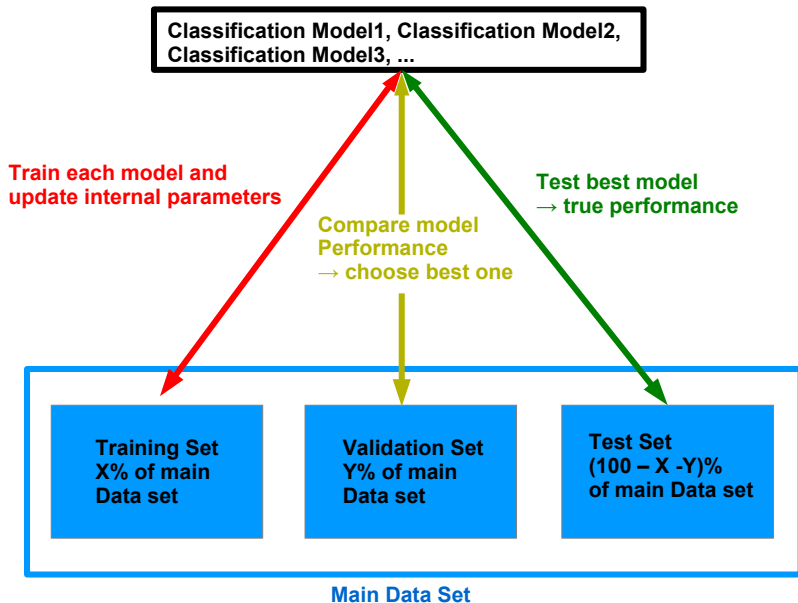 Classification Model1, Classification Model2,
Classification Model3, ...
Train each model and
update internal parameters
Compare model
Performance
→ choose best one
Test best model
→ true performance
Training Set
X% of main
Data set
Validation Set
Y% of main
Data set
Test Set
(100 – X -Y)%
of main Data set
Main Data Set